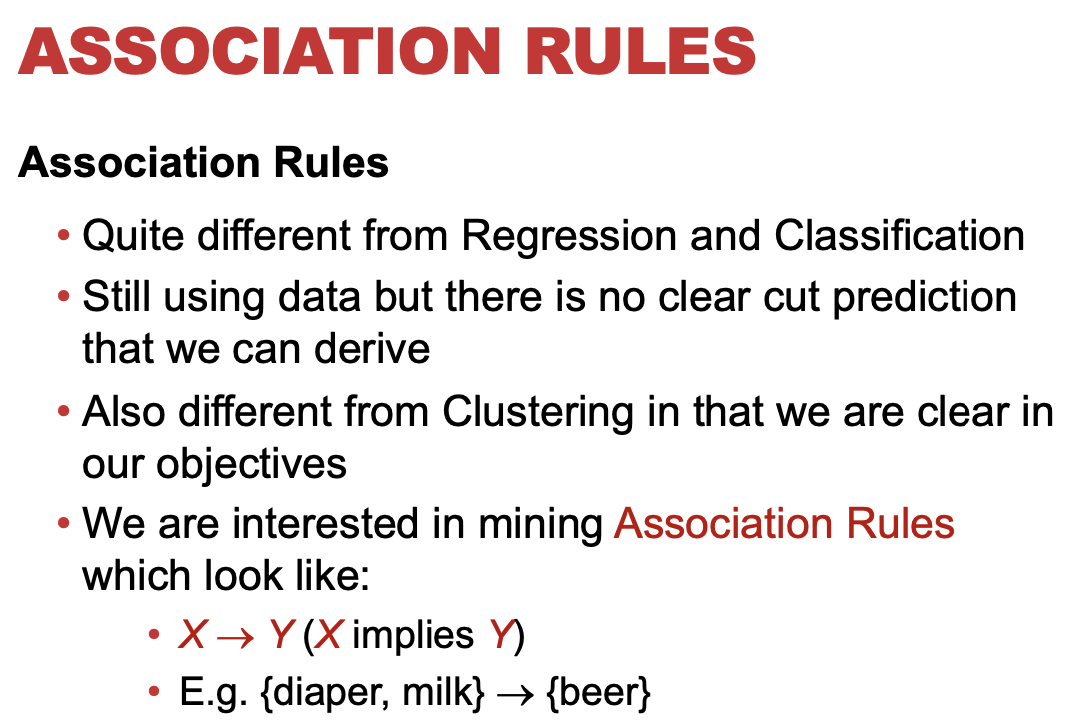 ASSOCIATION RULES
Association Rules
• Quite different from Regression and Classification
• Still using data but there is no clear cut prediction
that we can derive
• Also different from Clustering in that we are clear in
our objectives
• We are interested in mining Association Rules
which look like:
• X → Y (X implies Y)
• E.g. {diaper, milk} → {beer}